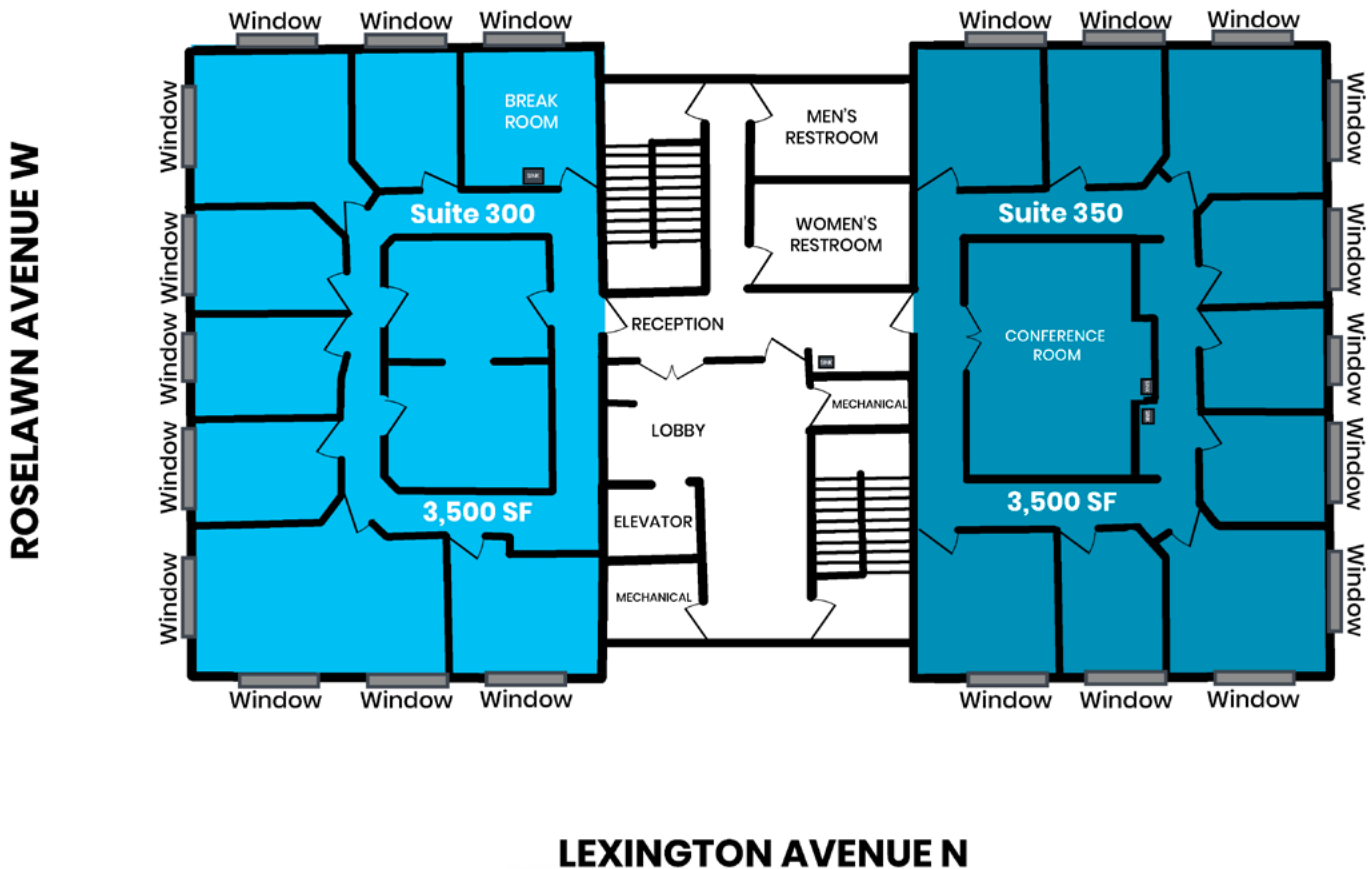 Window Window Window Window Window Window
Window
Window
Window
Window
Window
ROSELAWN AVENUE W
BREAK
ROOM
SINK
Suite 300
3,500 SF
MEN'S
RESTROOM
WOMEN'S
RESTROOM
RECEPTION
SINK
MECHANICAL
LOBBY
ELEVATOR
MECHANICAL
Suite 350
CONFERENCE
ROOM
3,500 SF
Window
Window
Window
Window
Window
Window Window Window Window Window Window
LEXINGTON AVENUE N